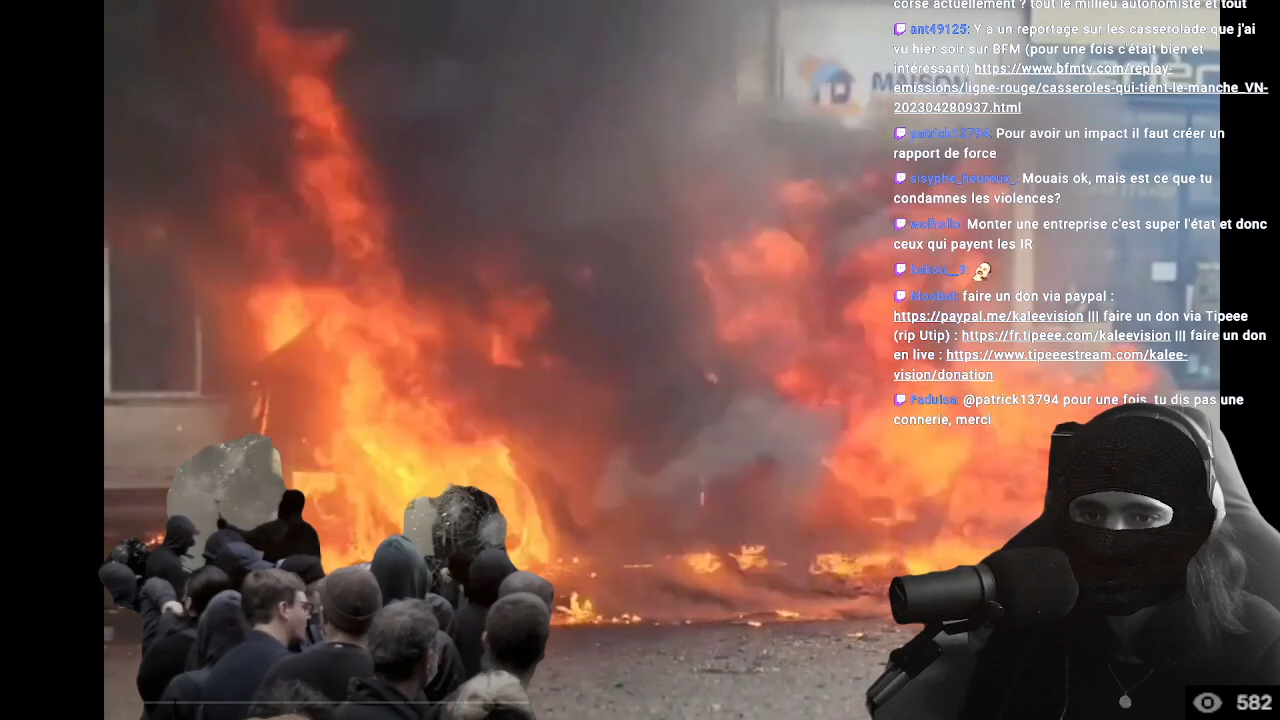 corse actuellement ? tout le millieu autonomiste et tout
MAISON
ant49125: Y a un reportage sur les casserolade que j'ai
vu hier soir sur BFM (pour une fois c'était bien et
intéressant) https://www.bfmtv.com/replay-
emissions/ligne-rouge/casseroles-qui-tient-le-manche_VN-
202304280937.html
patrick13794: Pour avoir un impact il faut créer un
rapport de force
sisyphe_heureux_: Mouais ok, mais est ce que tu
condamnes les violences?
Monter une entreprise c'est super l'état et donc
ceux qui payent les IR
Moobot: faire un don via paypal :
https://paypal.me/kaleevision ||| faire un don via Tipeee
(rip Utip) : https://fr.tipeee.com/kaleevision ||| faire un don
en live : https://www.tipeeestream.com/kalee-
vision/donation
@patrick13794 pour une fois, tu dis pas une
connerie, merci
582